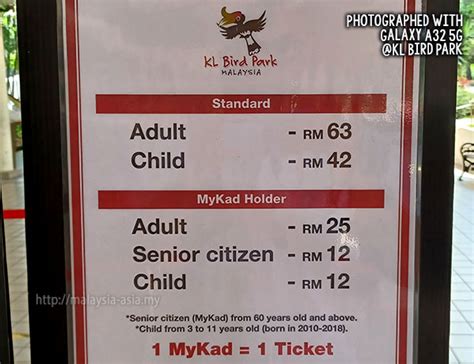 PHOTOGRAPHED WITH
GALAXY A32 5G
@KL BIRD PARK
KL Bird Park
MALAYSIA
Standard
Adult - RM 63
Child - RM 42
MyKad Holder
Adult - RM 25
Senior citizen - RM 12
Child - RM 12
http://malaysia-asia.my
*Senior citizen (MyKad) from 60 years old and above.
*Child from 3 to 11 years old (born in 2010-2018).
1 MyKad = 1 Ticket